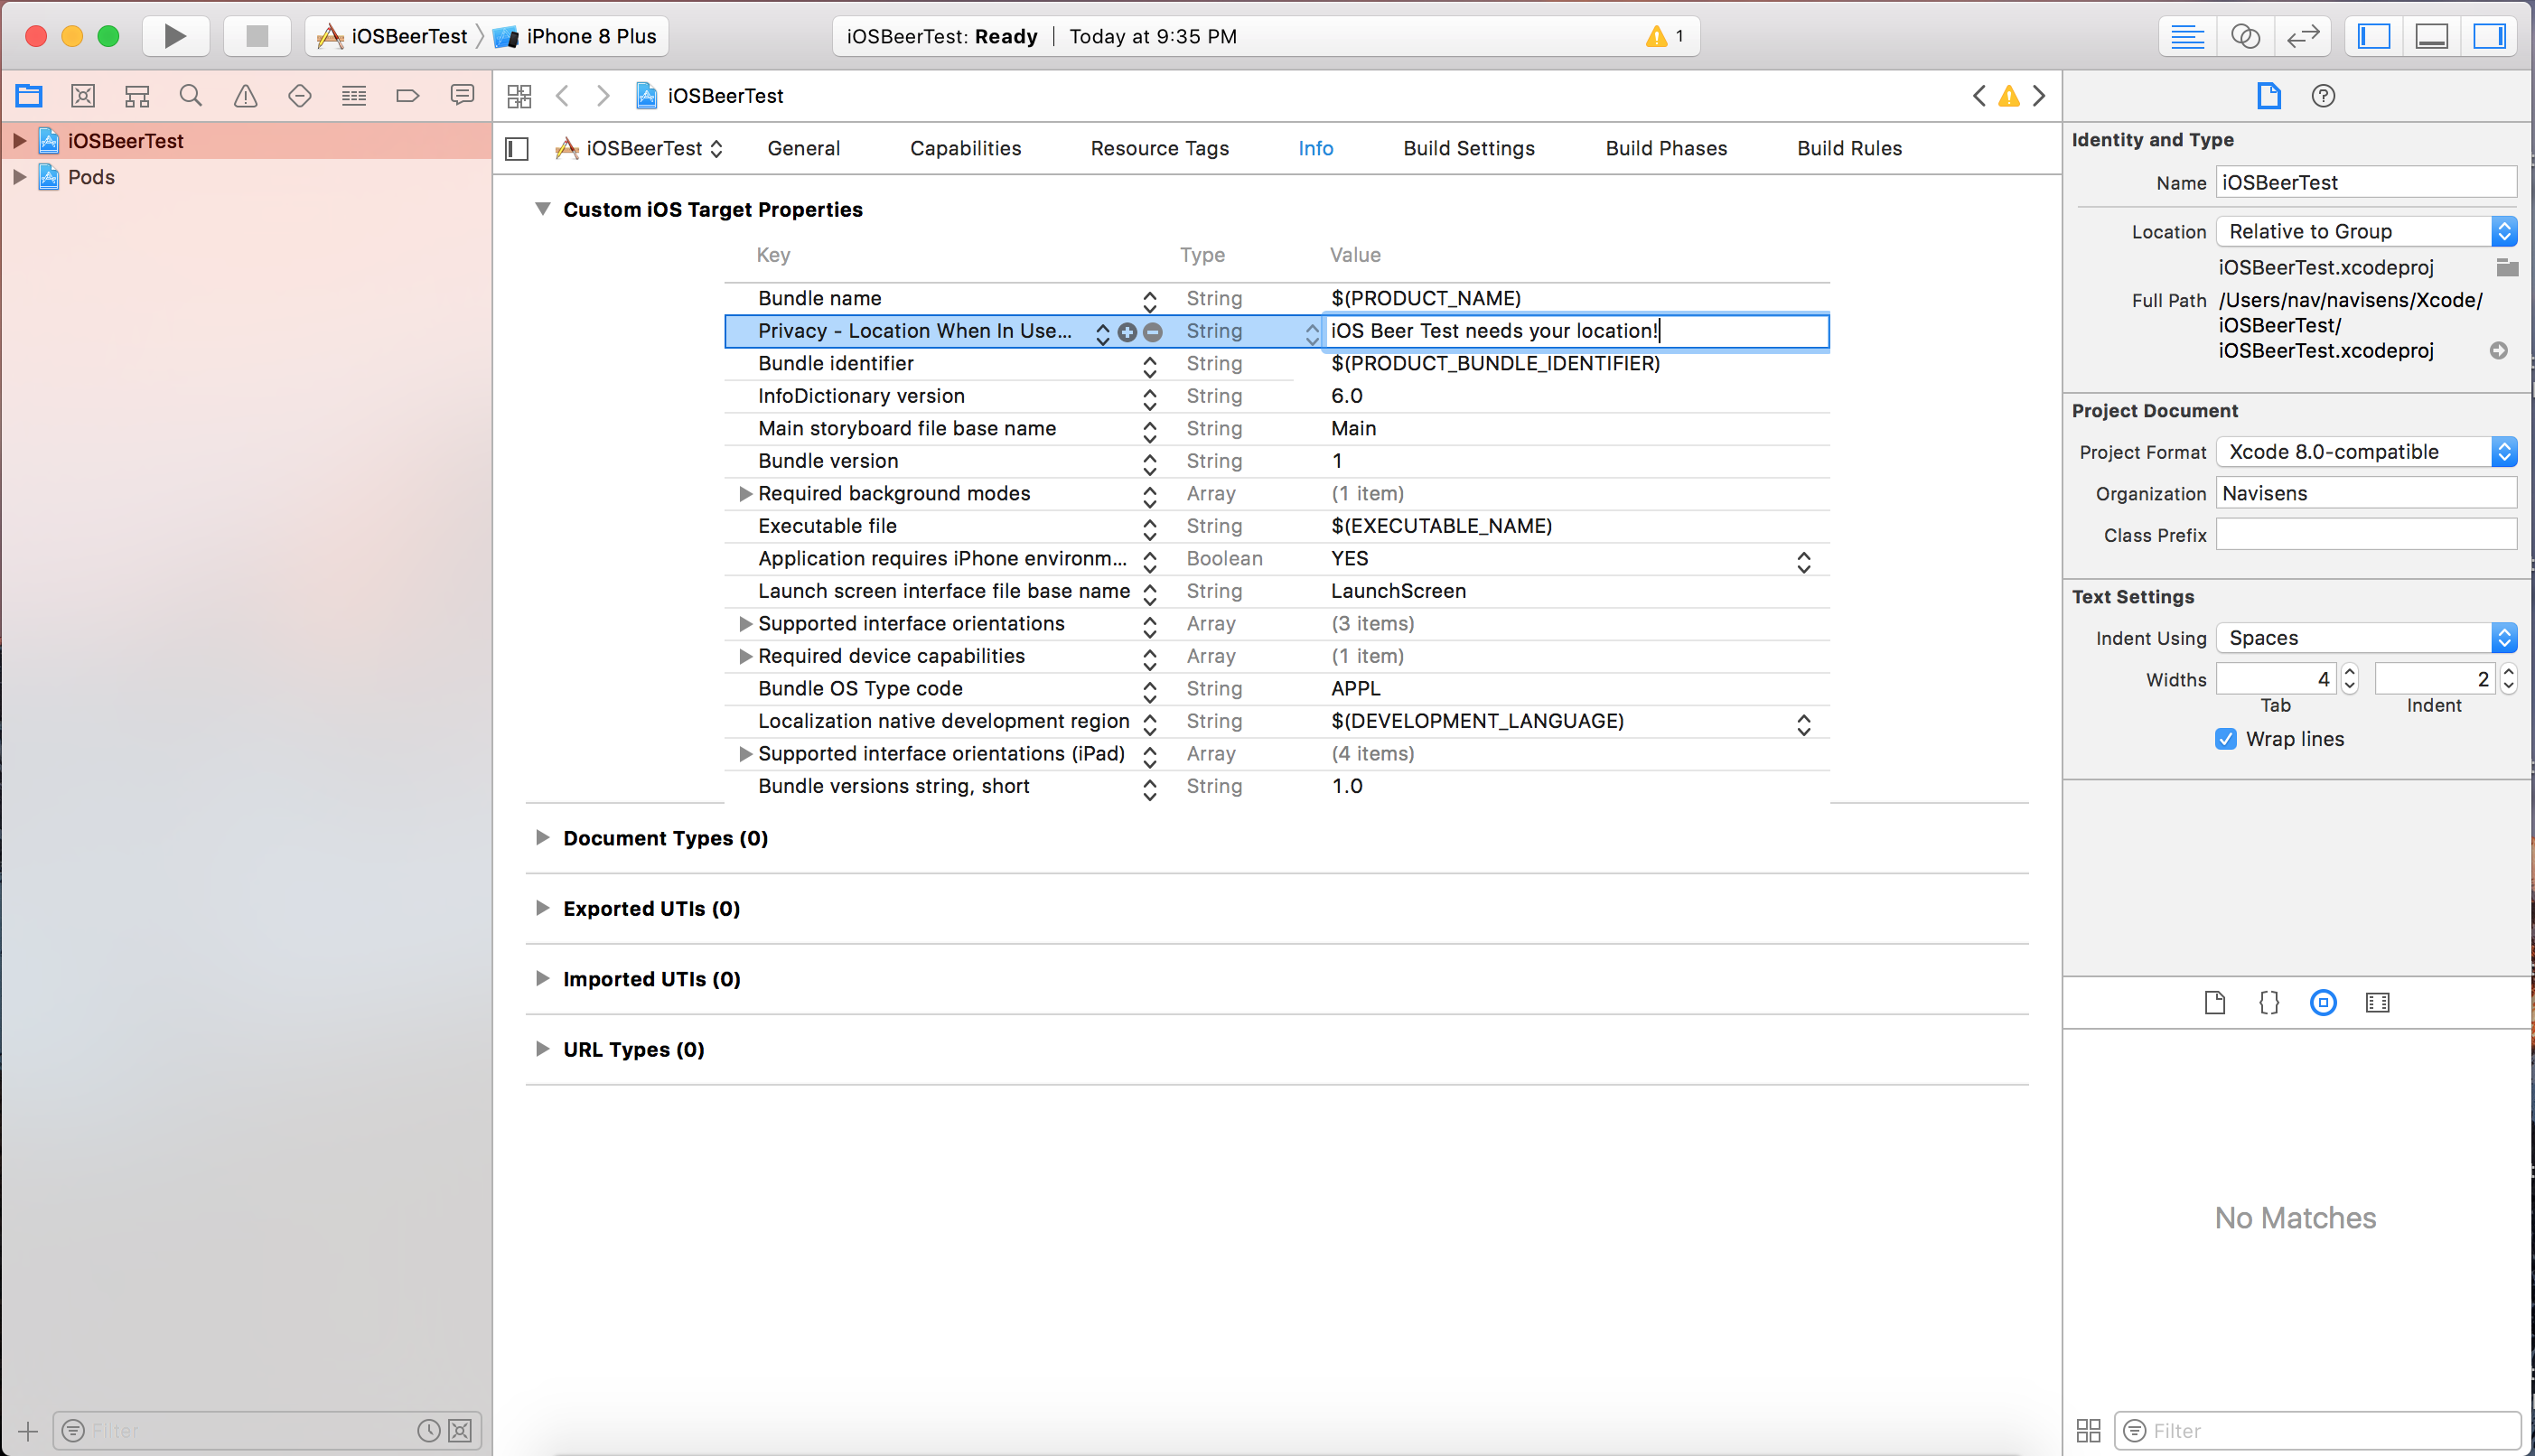 iOSBeerTest iPhone 8 Plus
iOSBeerTest: Ready | Today at 9:35 PM 1
iOSBeerTest
Pods
Filter
iOSBeerTest
iOSBeerTest General Capabilities Resource Tags Info Build Settings Build Phases Build Rules
Custom iOS Target Properties
Key Type Value
Bundle name String $(PRODUCT_NAME)
Privacy - Location When In Use... String iOS Beer Test needs your location!
Bundle identifier String $(PRODUCT_BUNDLE_IDENTIFIER)
InfoDictionary version String 6.0
Main storyboard file base name String Main
Bundle version String 1
Required background modes Array (1 item)
Executable file String $(EXECUTABLE_NAME)
Application requires iPhone environm... Boolean YES
Launch screen interface file base name String LaunchScreen
Supported interface orientations Array (3 items)
Required device capabilities Array (1 item)
Bundle OS Type code String APPL
Localization native development region String $(DEVELOPMENT_LANGUAGE)
Supported interface orientations (iPad) Array (4 items)
Bundle versions string, short String 1.0
Document Types (0)
Exported UTIs (0)
Imported UTIs (0)
URL Types (0)
Identity and Type
Name iOSBeerTest
Location Relative to Group
iOSBeerTest.xcodeproj
Full Path /Users/nav/navisens/Xcode/
iOSBeerTest/
iOSBeerTest.xcodeproj
Project Document
Project Format Xcode 8.0-compatible
Organization Navisens
Class Prefix
Text Settings
Indent Using Spaces
Widths 4 2
Tab Indent
Wrap lines
No Matches
Filter